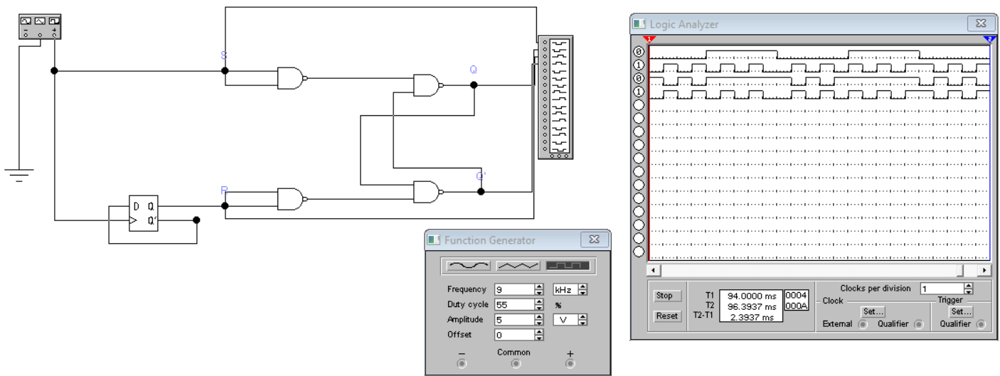 S
Q
Q'
R
D Q
Q'
Logic Analyzer
1
2
0
1
0
1
Stop
Reset
T1 94.0000 ms 0004
T2 96.3937 ms 000A
T2-T1 2.3937 ms
Clocks per division 1
Clock
Set...
External
Qualifier
Trigger
Set...
Qualifier
Function Generator
Frequency 9 kHz
Duty cycle 55 %
Amplitude 5 V
Offset 0
− Common +